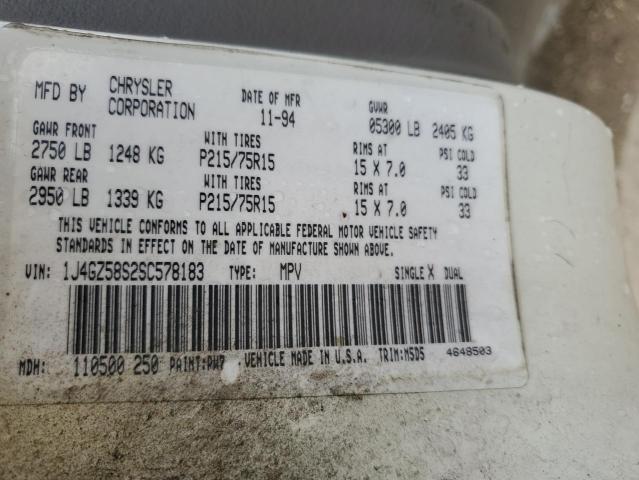 MFD BY CHRYSLER CORPORATION DATE OF MFR 11-94 GVWR 05300 LB 2405 KG
GAWR FRONT WITH TIRES RIMS AT PSI COLD
2750 LB 1248 KG P215/75R15 15 X 7.0 33
GAWR REAR WITH TIRES RIMS AT PSI COLD
2950 LB 1339 KG P215/75R15 15 X 7.0 33
THIS VEHICLE CONFORMS TO ALL APPLICABLE FEDERAL MOTOR VEHICLE SAFETY
STANDARDS IN EFFECT ON THE DATE OF MANUFACTURE SHOWN ABOVE.
VIN: 1J4GZ58S2SC578183 TYPE: MPV SINGLE X DUAL
MDH: 110500 250 PAINT:PW7 VEHICLE MADE IN U.S.A. TRIM:M5D5 4648503